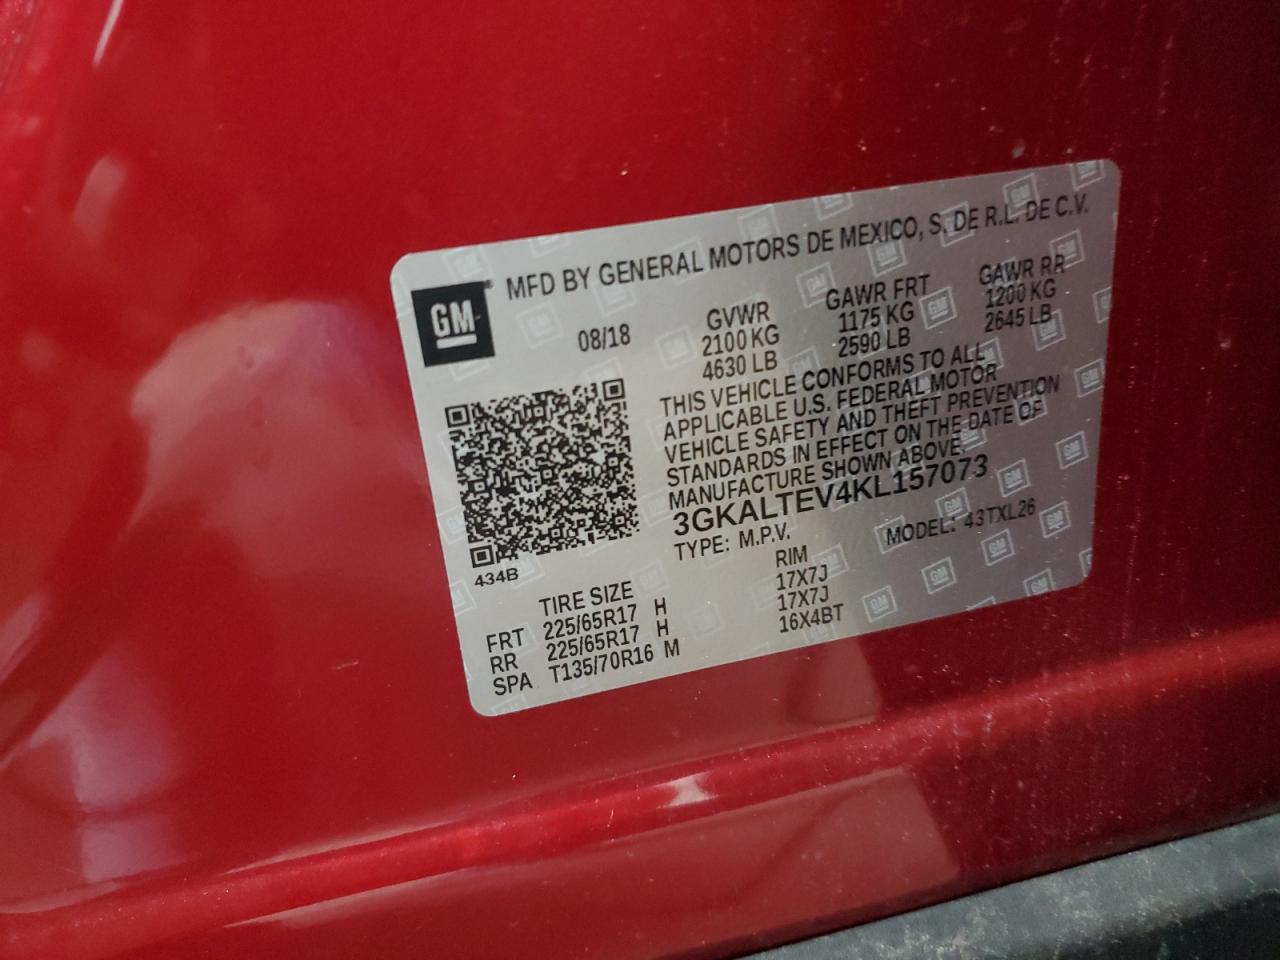 MFD BY GENERAL MOTORS DE MEXICO, S. DE R.L. DE C.V.
GM
08/18
GVWR GAWR FRT GAWR RR
2100 KG 1175 KG 1200 KG
4630 LB 2590 LB 2645 LB
THIS VEHICLE CONFORMS TO ALL
APPLICABLE U.S. FEDERAL MOTOR
VEHICLE SAFETY AND THEFT PREVENTION
STANDARDS IN EFFECT ON THE DATE OF
MANUFACTURE SHOWN ABOVE.
3GKALTEV4KL157073
TYPE: M.P.V. MODEL: 43TXL26
434B
TIRE SIZE RIM
FRT 225/65R17 H 17X7J
RR 225/65R17 H 17X7J
SPA T135/70R16 M 16X4BT